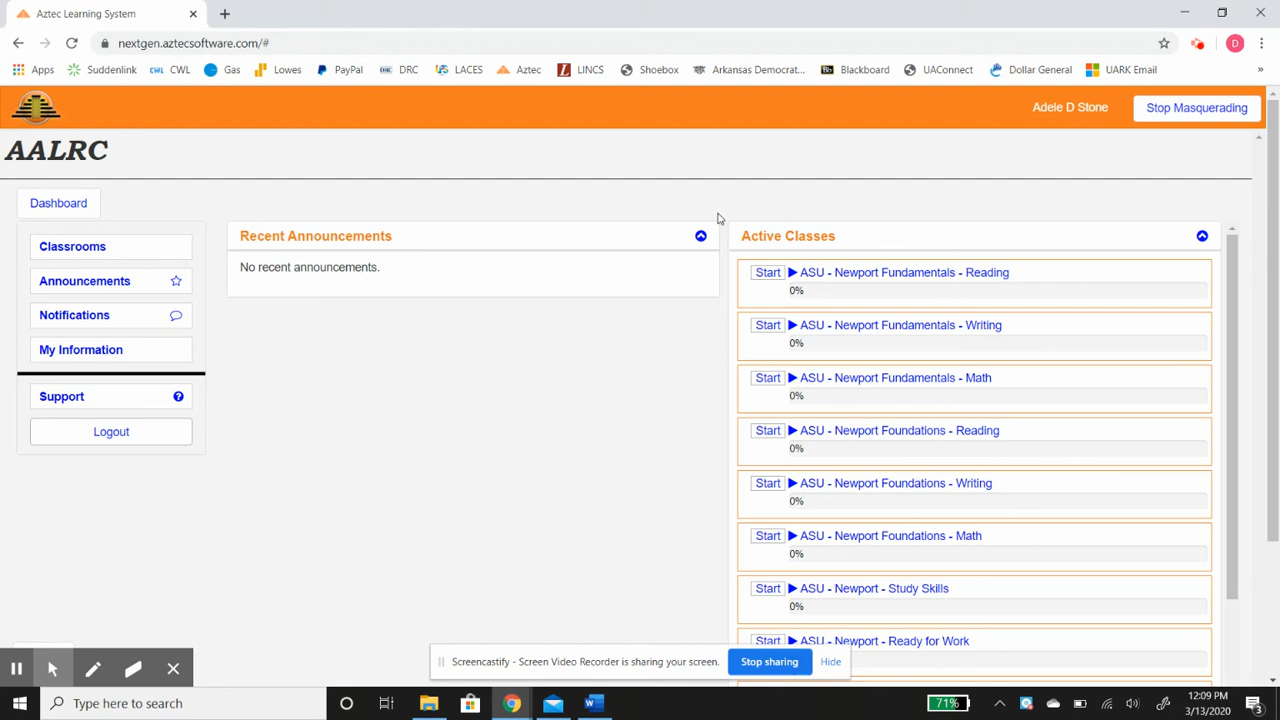 Aztec Learning System
nextgen.aztecsoftware.com/#
D
Apps Suddenlink CWL CWL Gas Lowes PayPal DRC DRC LACES Aztec LINCS Shoebox Arkansas Democrat... Blackboard UAConnect Dollar General UARK Email »
Adele D Stone Stop Masquerading
AALRC
Dashboard
Classrooms
Announcements
Notifications
My Information
Support
Logout
Recent Announcements
No recent announcements.
Active Classes
Start ASU - Newport Fundamentals - Reading
0%
Start ASU - Newport Fundamentals - Writing
0%
Start ASU - Newport Fundamentals - Math
0%
Start ASU - Newport Foundations - Reading
0%
Start ASU - Newport Foundations - Writing
0%
Start ASU - Newport Foundations - Math
0%
Start ASU - Newport - Study Skills
0%
Start ASU - Newport - Ready for Work
Screencastify - Screen Video Recorder is sharing your screen. Stop sharing Hide
Type here to search
71%
12:09 PM
3/13/2020
3